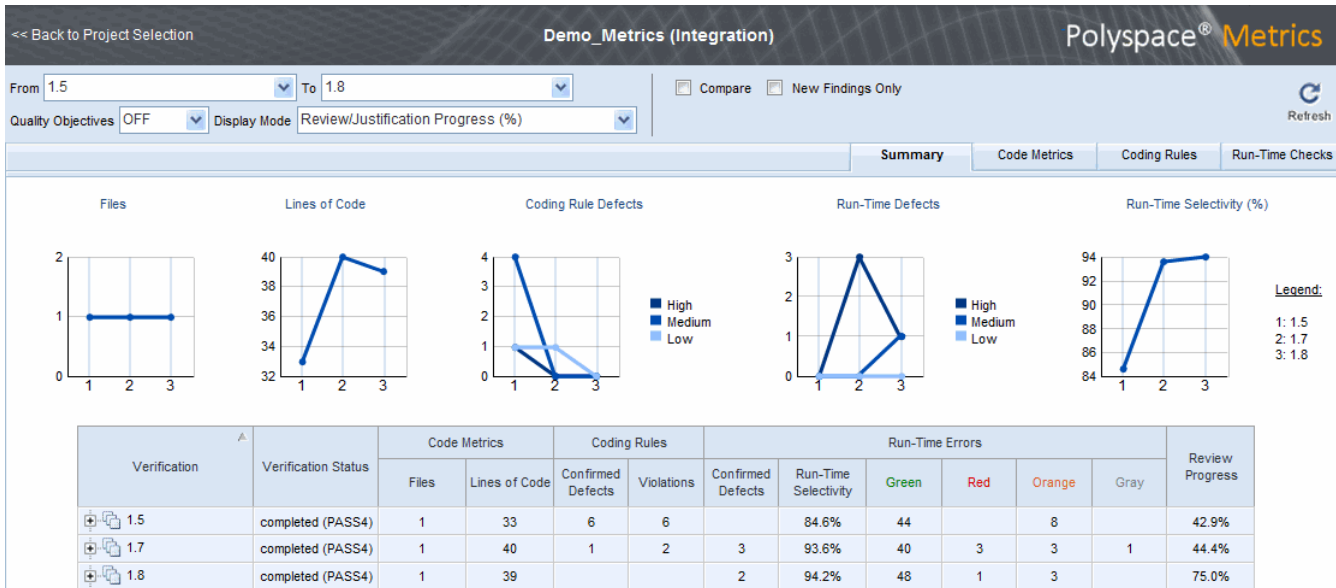 << Back to Project Selection Demo_Metrics (Integration) Polyspace® Metrics
From 1.5 To 1.8 Compare New Findings Only
Quality Objectives OFF Display Mode Review/Justification Progress (%) Refresh
Summary Code Metrics Coding Rules Run-Time Checks
Files Lines of Code Coding Rule Defects Run-Time Defects Run-Time Selectivity (%)
2
1
0
1 2 3
40
38
36
34
32
1 2 3
4
3
2
1
0
1 2 3
High
Medium
Low
3
2
1
0
1 2 3
High
Medium
Low
94
92
90
88
86
84
1 2 3
Legend:
1: 1.5
2: 1.7
3: 1.8
Verification Verification Status Code Metrics Coding Rules Run-Time Errors Review Progress
Files Lines of Code Confirmed Defects Violations Confirmed Defects Run-Time Selectivity Green Red Orange Gray
1.5 completed (PASS4) 1 33 6 6 84.6% 44 8 42.9%
1.7 completed (PASS4) 1 40 1 2 3 93.6% 40 3 3 1 44.4%
1.8 completed (PASS4) 1 39 2 94.2% 48 1 3 75.0%